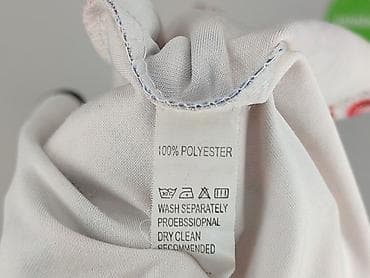 100% POLYESTER
WASH SEPARATELY
PROEBSSIOPNAL
DRY CLEAN
RECOMMENDED